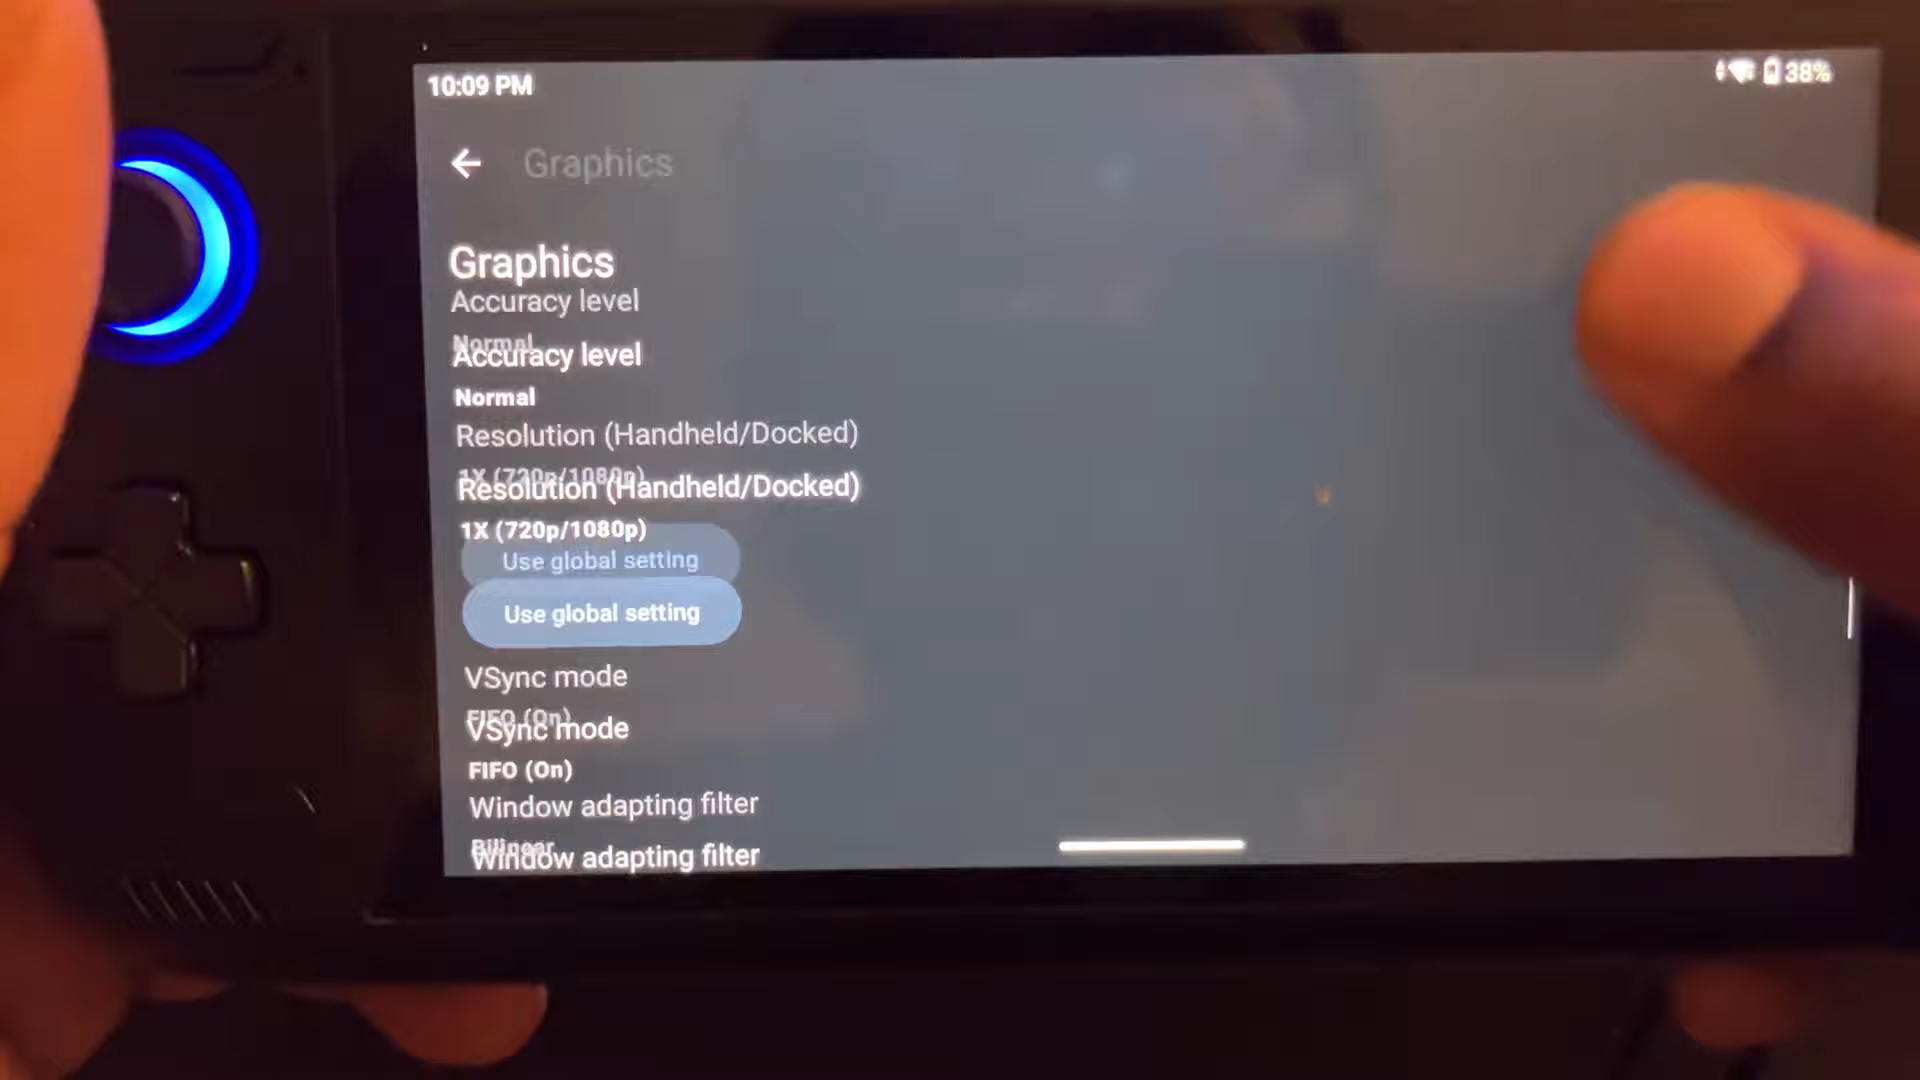 10:09 PM
38%
Graphics
Graphics
Accuracy level
Normal
Accuracy level
Normal
Resolution (Handheld/Docked)
1X (720p/1080p)
Resolution (Handheld/Docked)
1X (720p/1080p)
Use global setting
Use global setting
VSync mode
FIFO (On)
VSync mode
FIFO (On)
Window adapting filter
Bilinear
Window adapting filter